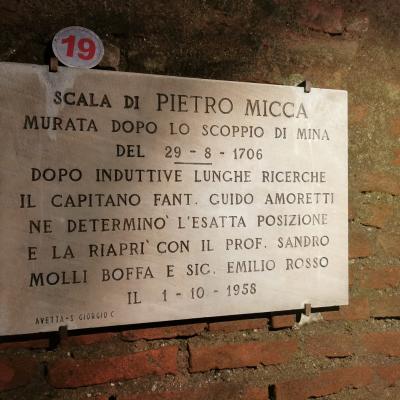 19
SCALA DI PIETRO MICCA
MURATA DOPO LO SCOPPIO DI MINA
DEL 29-8-1706
DOPO INDUTTIVE LUNGHE RICERCHE
IL CAPITANO FANT. GUIDO AMORETTI
NE DETERMINO' L'ESATTA POSIZIONE
E LA RIAPRI' CON IL PROF. SANDRO
MOLLI BOFFA E SIG. EMILIO ROSSO
IL 1-10-1958
AVETTA-S. GIORGIO C.